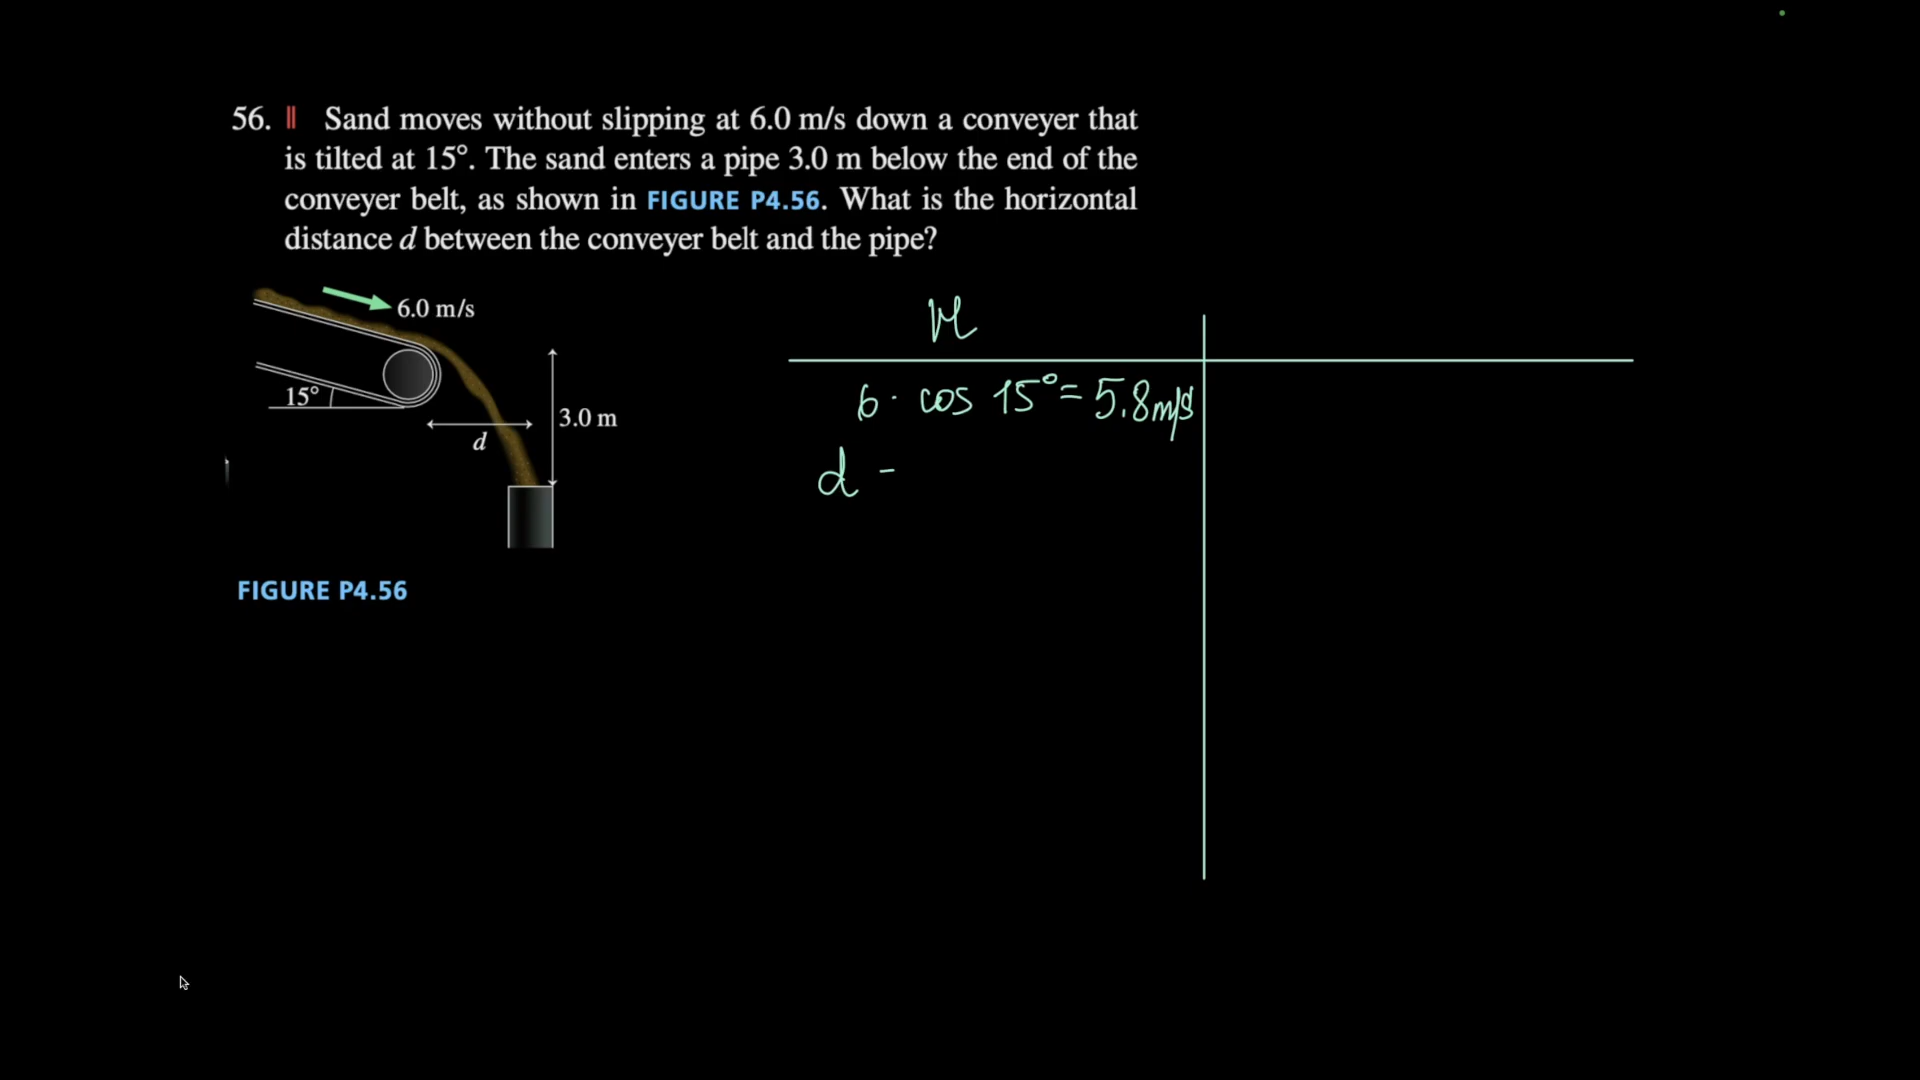 56. || Sand moves without slipping at 6.0 m/s down a conveyer that
is tilted at 15°. The sand enters a pipe 3.0 m below the end of the
conveyer belt, as shown in FIGURE P4.56. What is the horizontal
distance d between the conveyer belt and the pipe?
6.0 m/s
15°
3.0 m
d
FIGURE P4.56
H
6 · cos 15° = 5.8 m/s
d -